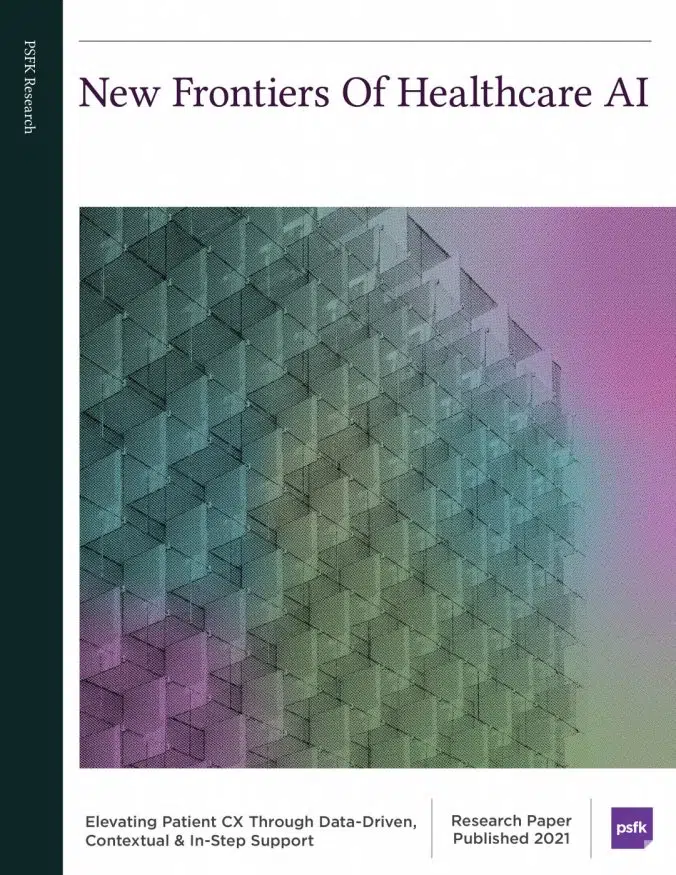 PSFK Research
New Frontiers Of Healthcare AI
Elevating Patient CX Through Data-Driven,
Contextual & In-Step Support
Research Paper
Published 2021
psfk